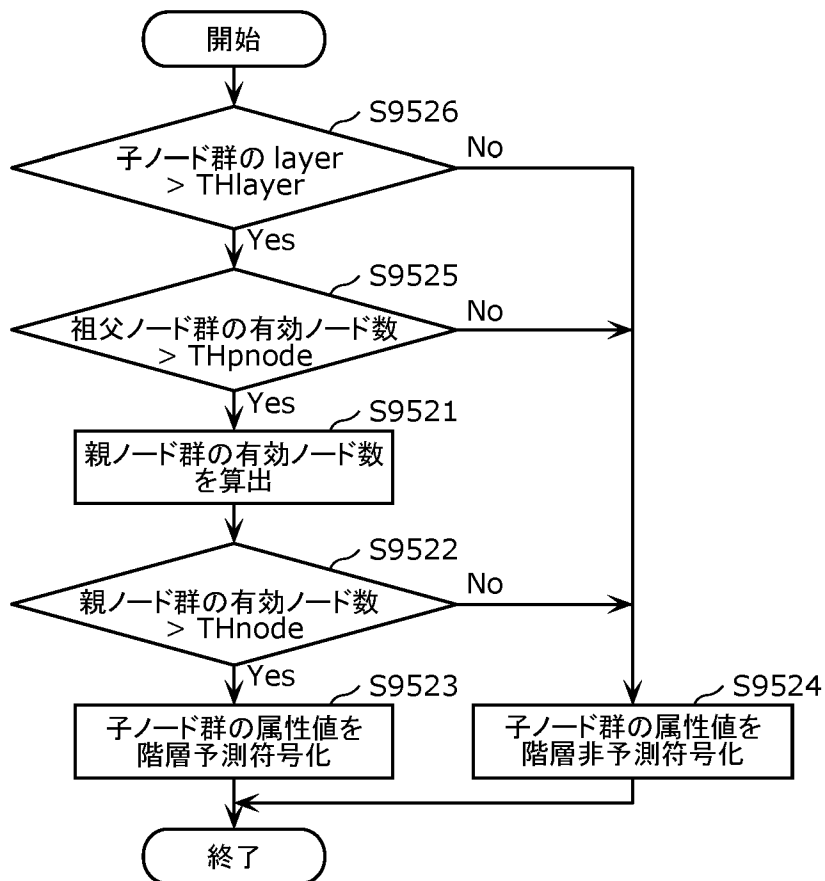 開始
S9526
子ノード群の layer
> THlayer
No
Yes
S9525
祖父ノード群の有効ノード数
> THpnode
No
Yes
S9521
親ノード群の有効ノード数
を算出
S9522
親ノード群の有効ノード数
> THnode
No
Yes
S9523
子ノード群の属性値を
階層予測符号化
S9524
子ノード群の属性値を
階層非予測符号化
終了